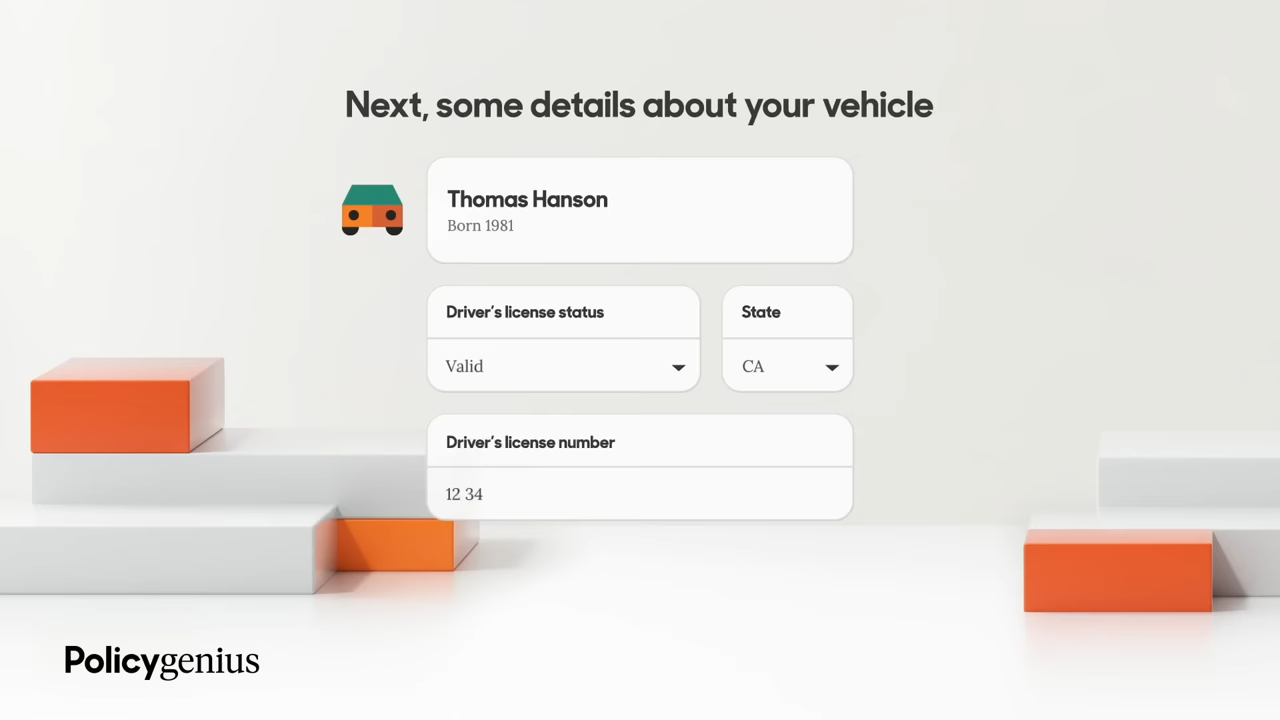 Next, some details about your vehicle
Thomas Hanson
Born 1981
Driver's license status
State
Valid
CA
Driver's license number
12 34
Policygenius